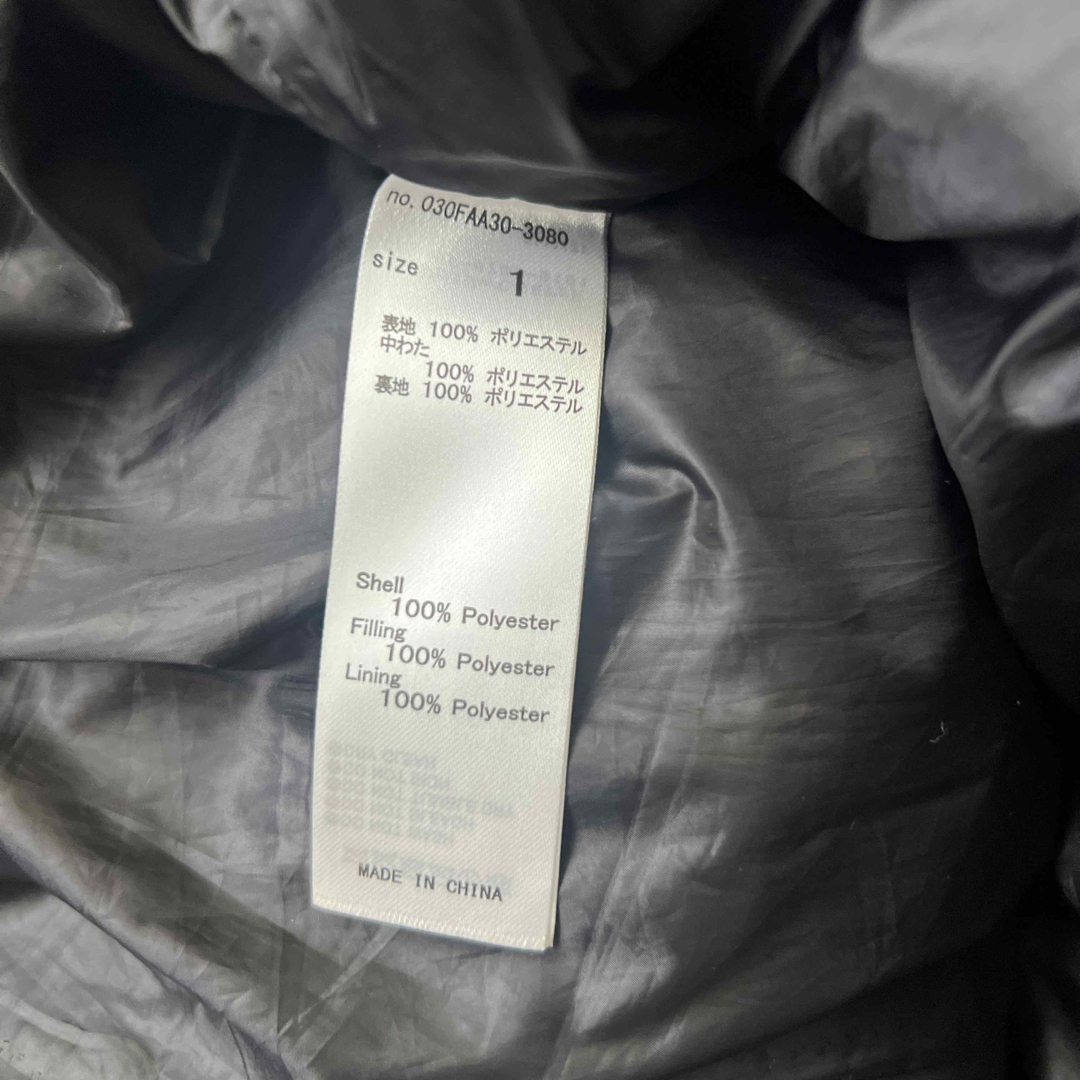 no. 030FAA30-3080
size 1
表地 100% ポリエステル
中わた
100% ポリエステル
裏地 100% ポリエステル
Shell
100% Polyester
Filling
100% Polyester
Lining
100% Polyester
MADE IN CHINA